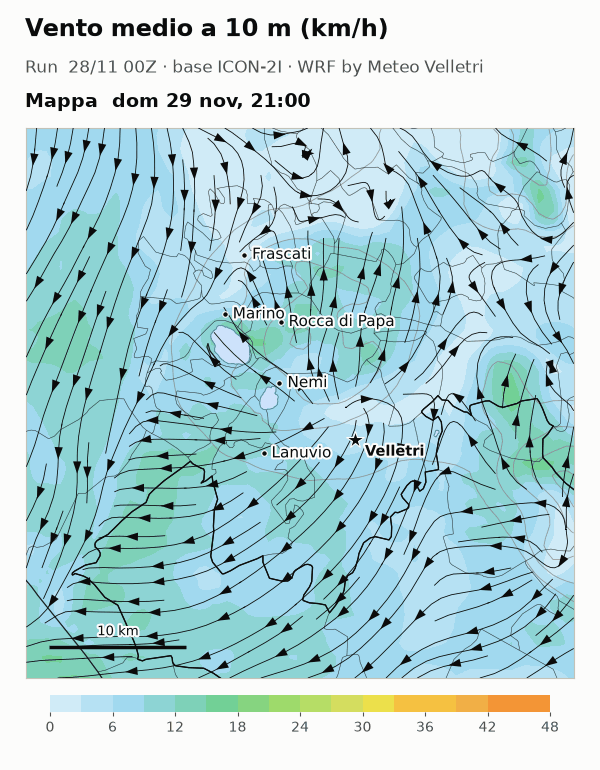 Vento medio a 10 m (km/h)
Run 28/11 00Z · base ICON-2I · WRF by Meteo Velletri
Mappa dom 29 nov, 21:00
Frascati
Marino
Rocca di Papa
Nemi
Velletri
Lanuvio
10 km
0 6 12 18 24 30 36 42 48